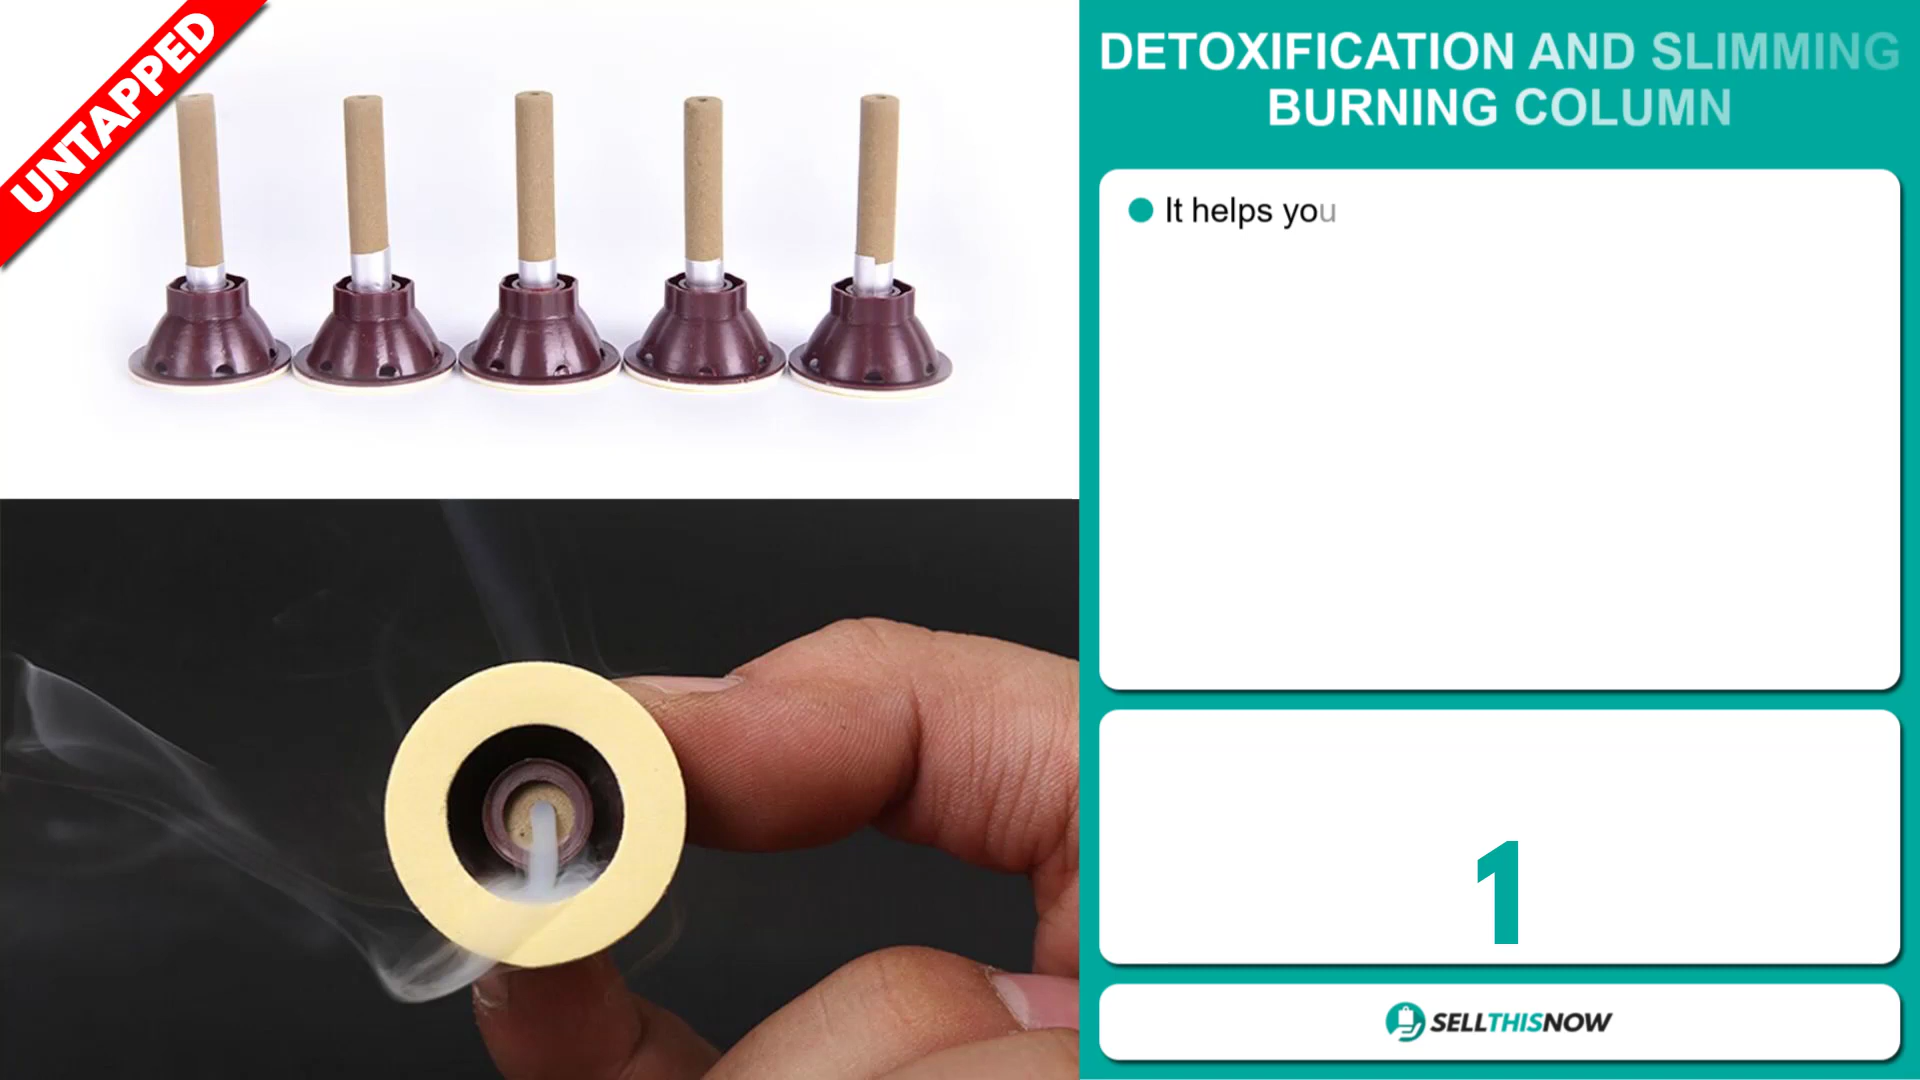 UNTAPPED
DETOXIFICATION AND SLIMMING
BURNING COLUMN
It helps you
1
SELLTHISNOW